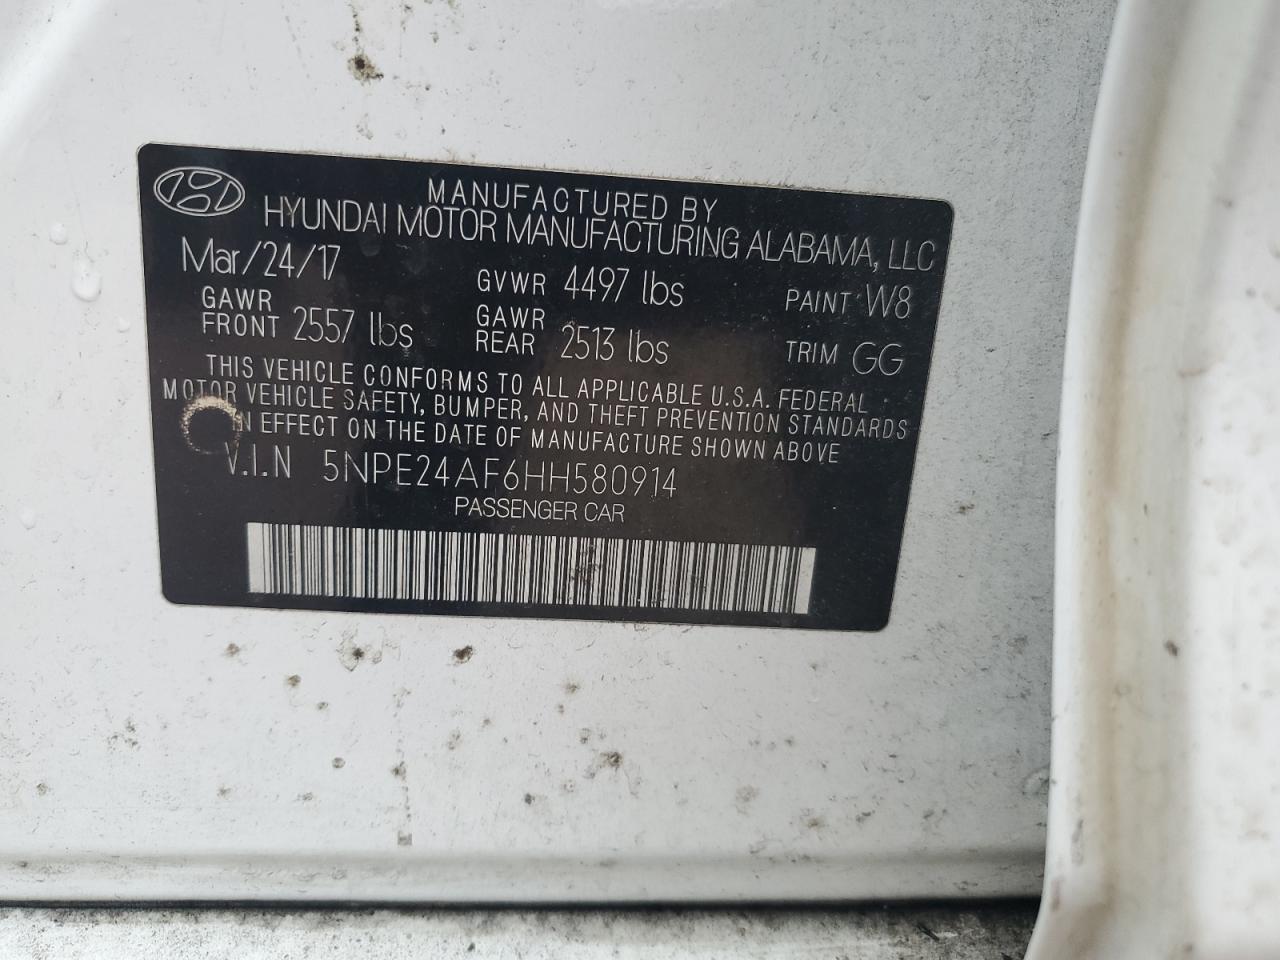 MANUFACTURED BY
HYUNDAI MOTOR MANUFACTURING ALABAMA, LLC
Mar/24/17 GVWR 4497 lbs PAINT W8
GAWR FRONT 2557 lbs GAWR REAR 2513 lbs TRIM GG
THIS VEHICLE CONFORMS TO ALL APPLICABLE U.S.A. FEDERAL
MOTOR VEHICLE SAFETY, BUMPER, AND THEFT PREVENTION STANDARDS
IN EFFECT ON THE DATE OF MANUFACTURE SHOWN ABOVE
V.I.N 5NPE24AF6HH580914
PASSENGER CAR